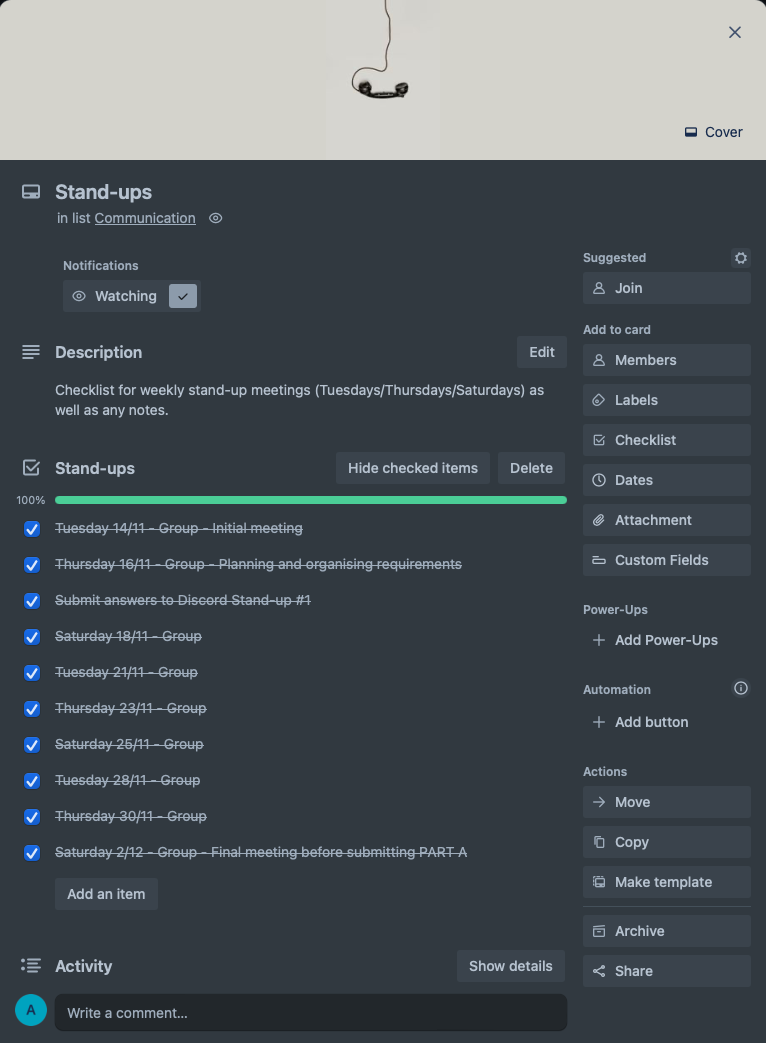 Cover
Stand-ups
in list Communication
Notifications
Watching
Description
Edit
Checklist for weekly stand-up meetings (Tuesdays/Thursdays/Saturdays) as
well as any notes.
Stand-ups
Hide checked items
Delete
100%
Tuesday 14/11 - Group - Initial meeting
Thursday 16/11 - Group - Planning and organising requirements
Submit answers to Discord Stand-up #1
Saturday 18/11 - Group
Tuesday 21/11 - Group
Thursday 23/11 - Group
Saturday 25/11 - Group
Tuesday 28/11 - Group
Thursday 30/11 - Group
Saturday 2/12 - Group - Final meeting before submitting PART A
Add an item
Activity
Show details
A
Write a comment...
Suggested
Join
Add to card
Members
Labels
Checklist
Dates
Attachment
Custom Fields
Power-Ups
Add Power-Ups
Automation
Add button
Actions
Move
Copy
Make template
Archive
Share